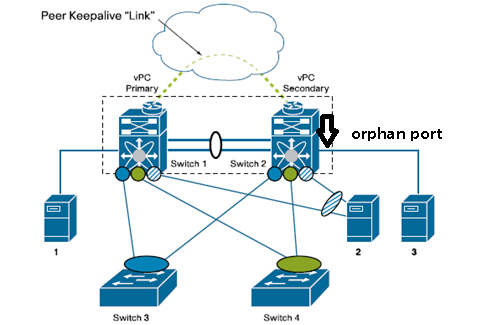 Peer Keepalive “Link”
vPC
Primary
vPC
Secondary
orphan port
Switch 1
Switch 2
1
2
3
Switch 3
Switch 4